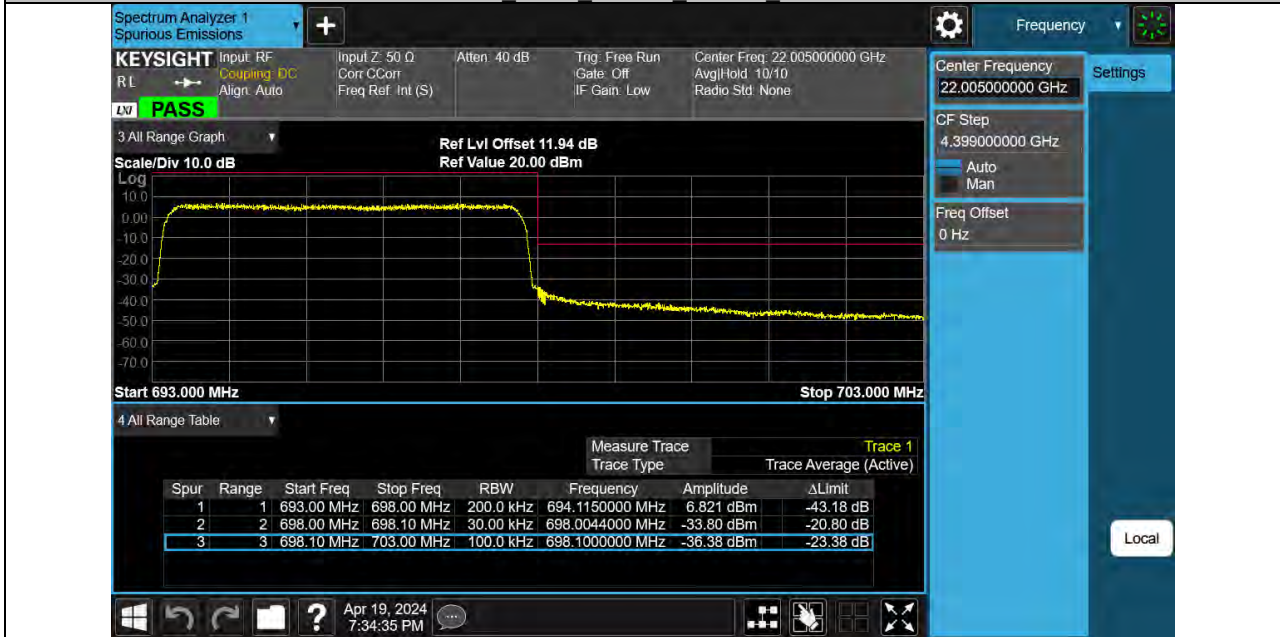 Spectrum Analyzer 1
Spurious Emissions
+
Frequency
KEYSIGHT
RL
LXI
PASS
Input: RF
Coupling: DC
Align: Auto
Input Z: 50 Ω
Corr CCorr
Freq Ref: Int (S)
Atten: 40 dB
Trig: Free Run
Gate: Off
IF Gain: Low
Center Freq: 22.005000000 GHz
Avg|Hold: 10/10
Radio Std: None
Center Frequency
22.005000000 GHz
Settings
CF Step
4.399000000 GHz
Auto
Man
Freq Offset
0 Hz
3 All Range Graph
Scale/Div 10.0 dB
Ref Lvl Offset 11.94 dB
Ref Value 20.00 dBm
Log
10.0
0.00
-10.0
-20.0
-30.0
-40.0
-50.0
-60.0
-70.0
Start 693.000 MHz
Stop 703.000 MHz
4 All Range Table
Measure Trace Trace 1
Trace Type Trace Average (Active)
Spur Range Start Freq Stop Freq RBW Frequency Amplitude ΔLimit
1 1 693.00 MHz 698.00 MHz 200.0 kHz 694.1150000 MHz 6.821 dBm -43.18 dB
2 2 698.00 MHz 698.10 MHz 30.00 kHz 698.0044000 MHz -33.80 dBm -20.80 dB
3 3 698.10 MHz 703.00 MHz 100.0 kHz 698.1000000 MHz -36.38 dBm -23.38 dB
Local
?
Apr 19, 2024
7:34:35 PM